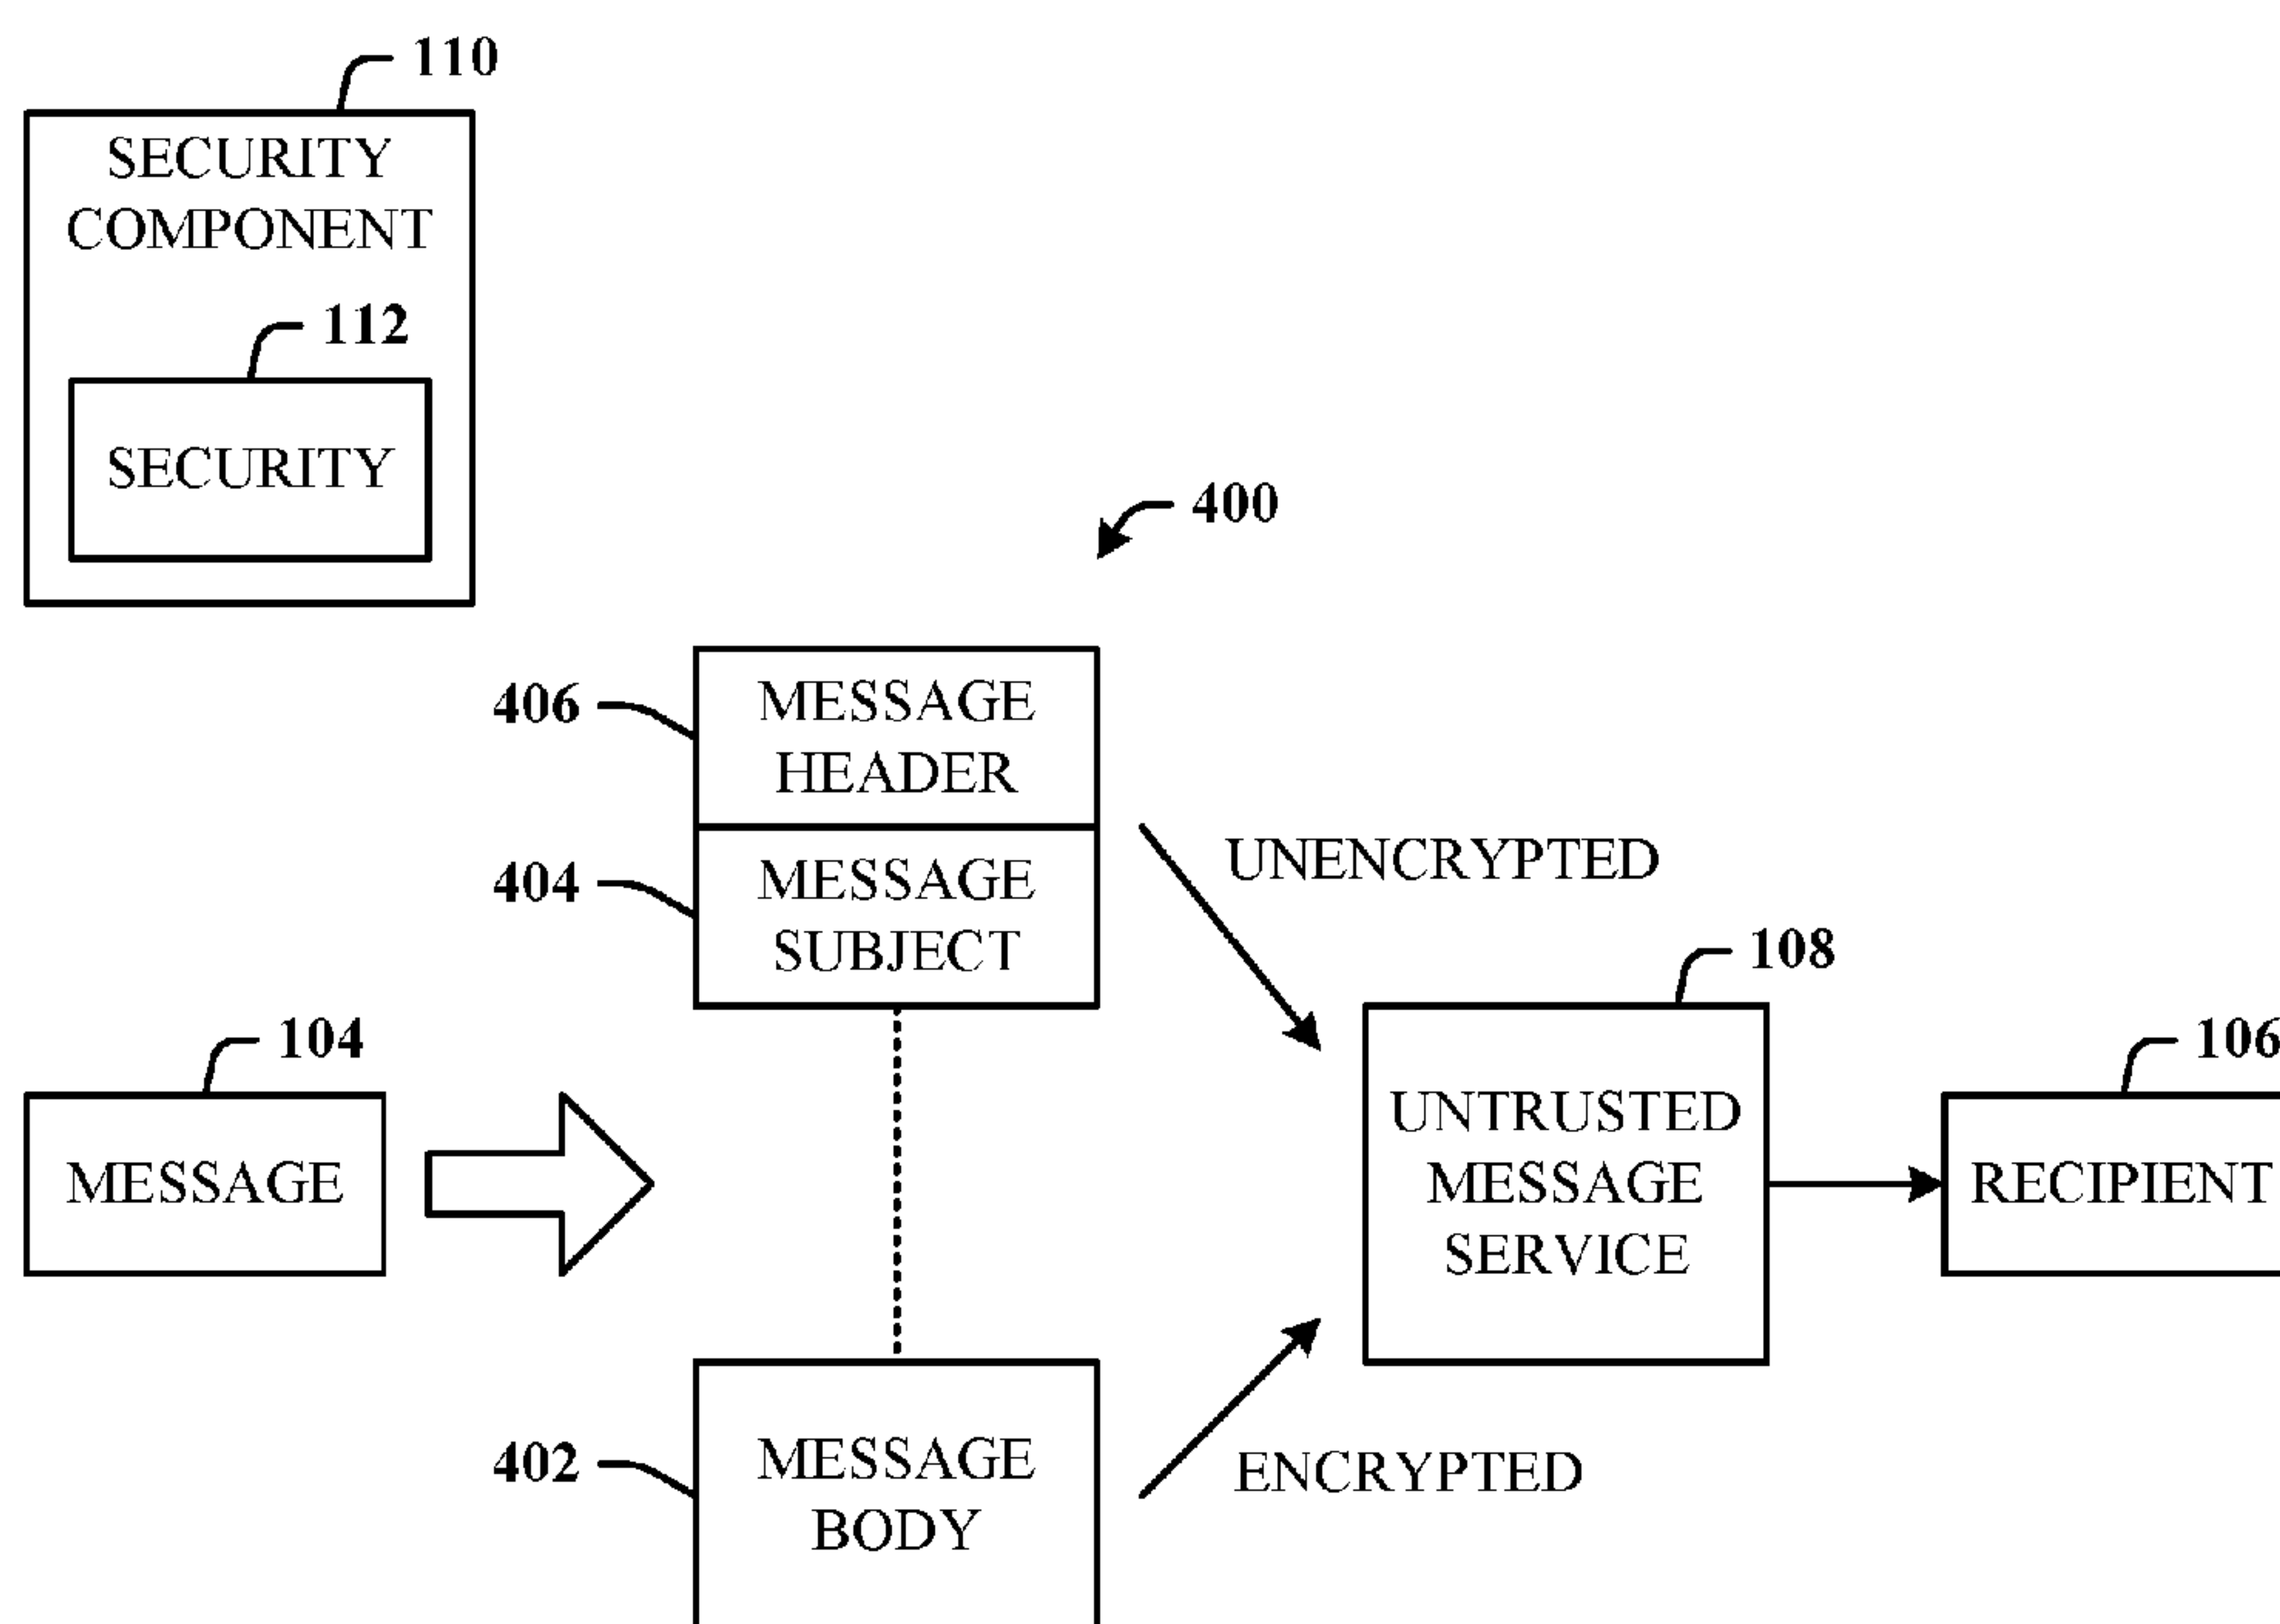 110
SECURITY
COMPONENT
112
SECURITY
400
406
MESSAGE
HEADER
404
MESSAGE
SUBJECT
UNENCRYPTED
108
UNTRUSTED
MESSAGE
SERVICE
104
MESSAGE
106
RECIPIENT
402
MESSAGE
BODY
ENCRYPTED